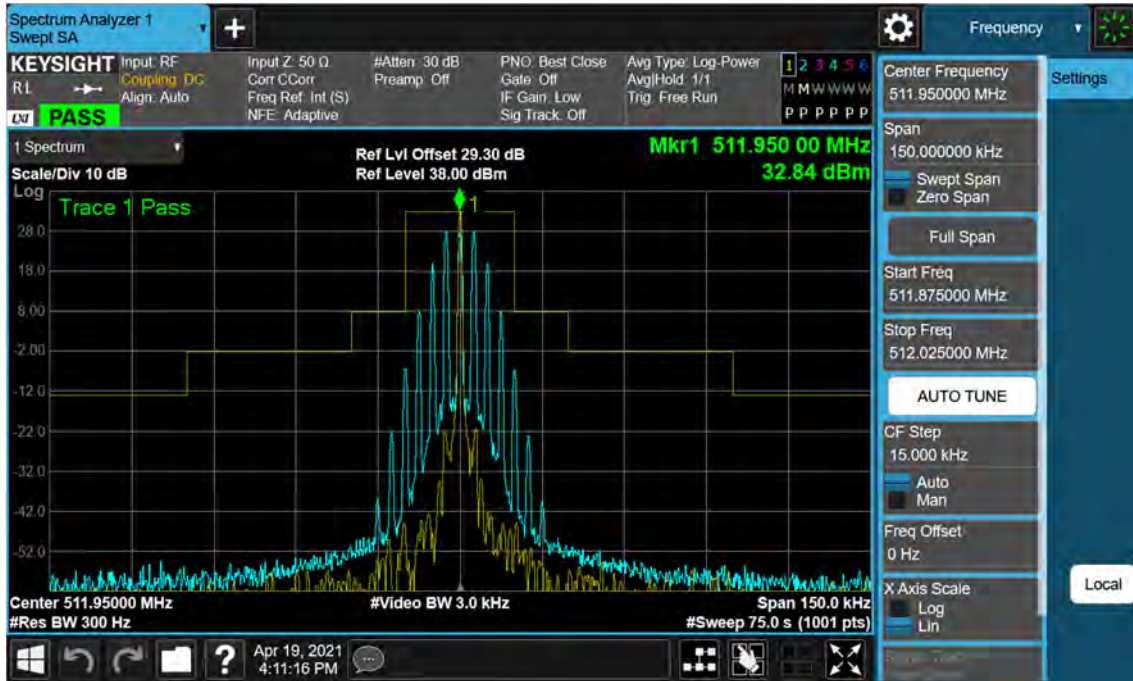 Spectrum Analyzer 1
Swept SA
+
Frequency
KEYSIGHT
RL
LXI PASS
Input: RF
Coupling: DC
Align: Auto
Input Z: 50 Ω
Corr CCorr
Freq Ref: Int (S)
NFE: Adaptive
#Atten: 30 dB
Preamp: Off
PNO: Best Close
Gate: Off
IF Gain: Low
Sig Track: Off
Avg Type: Log-Power
Avg|Hold: 1/1
Trig: Free Run
1 2 3 4 5 6
M M W W W W
P P P P P P
1 Spectrum
Scale/Div 10 dB
Ref Lvl Offset 29.30 dB
Ref Level 38.00 dBm
Mkr1 511.950 00 MHz
32.84 dBm
Log
Trace 1 Pass
1
28.0
18.0
8.00
-2.00
-12.0
-22.0
-32.0
-42.0
-52.0
Center 511.95000 MHz
#Res BW 300 Hz
#Video BW 3.0 kHz
Span 150.0 kHz
#Sweep 75.0 s (1001 pts)
Center Frequency
511.950000 MHz
Settings
Span
150.000000 kHz
Swept Span
Zero Span
Full Span
Start Freq
511.875000 MHz
Stop Freq
512.025000 MHz
AUTO TUNE
CF Step
15.000 kHz
Auto
Man
Freq Offset
0 Hz
X Axis Scale
Log
Lin
Local
?
Apr 19, 2021
4:11:16 PM